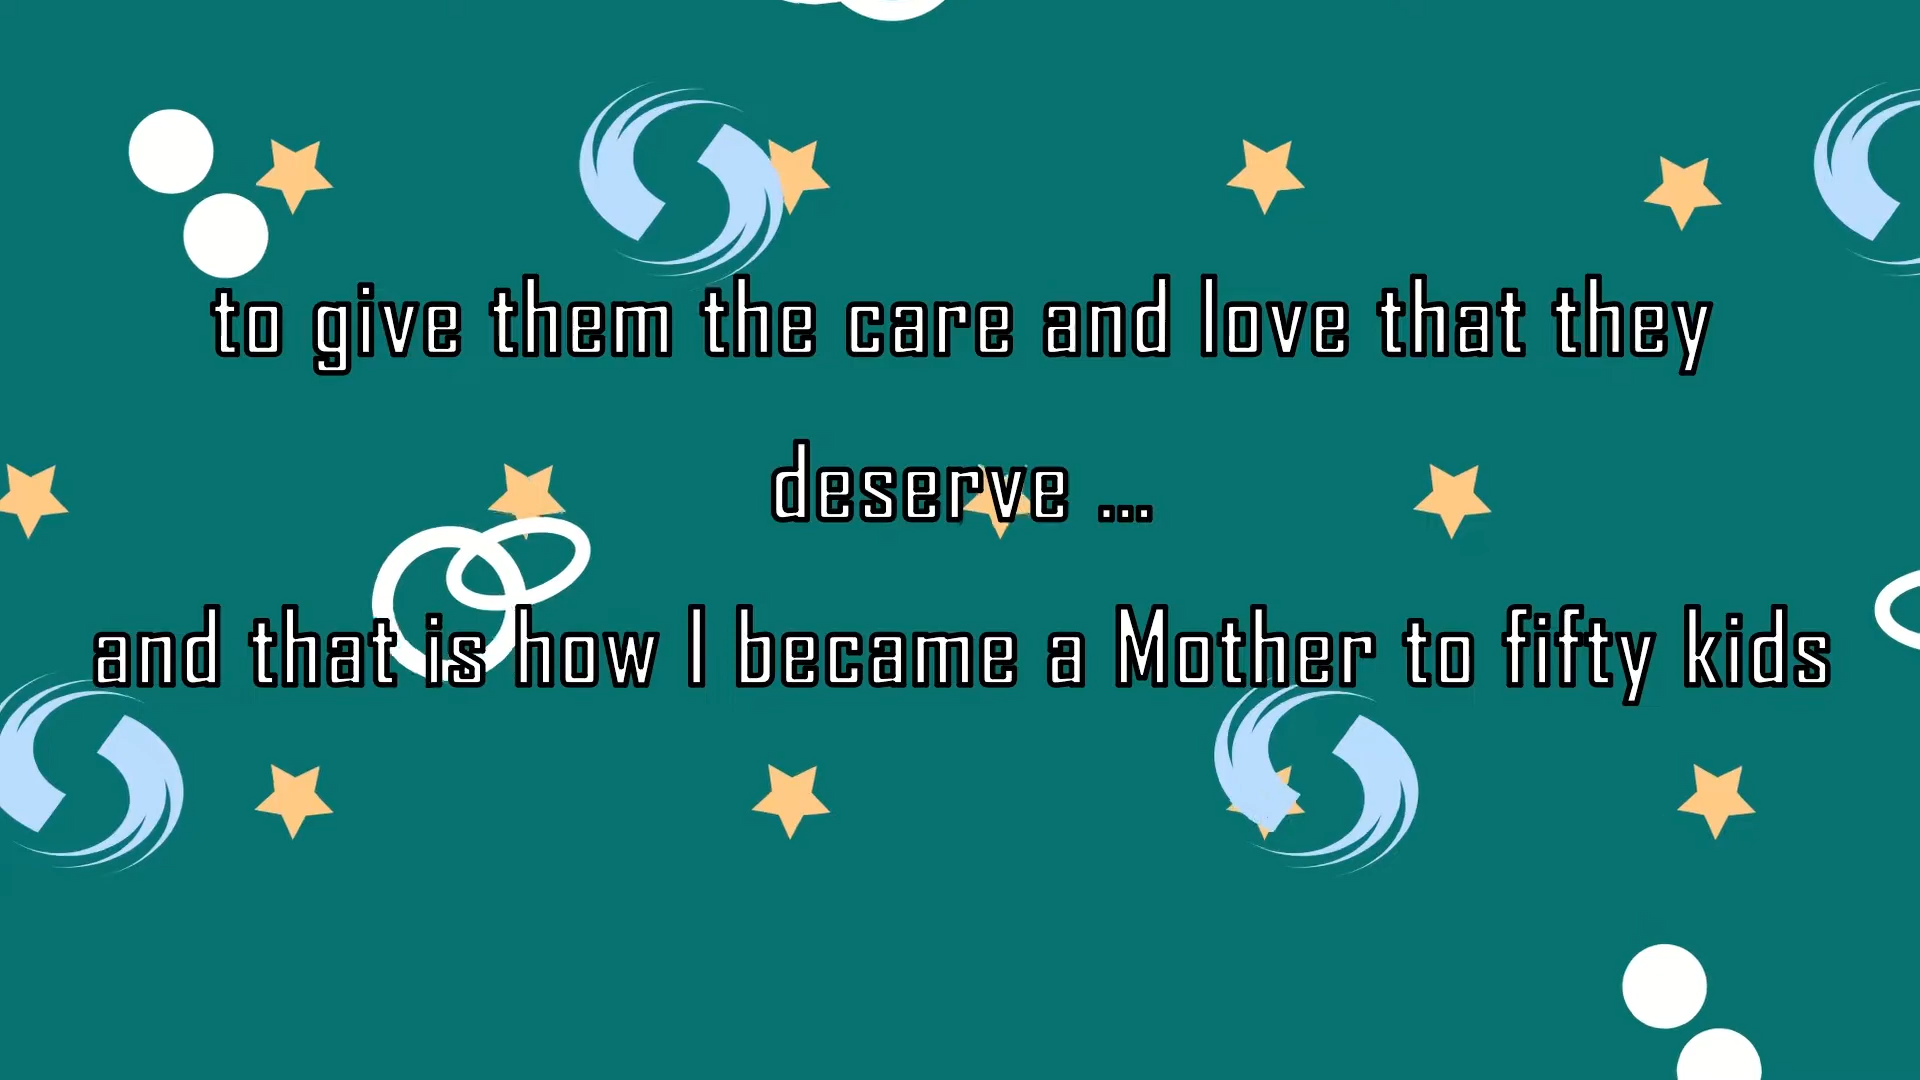 to give them the care and love that they
deserve ...
and that is how I became a Mother to fifty kids